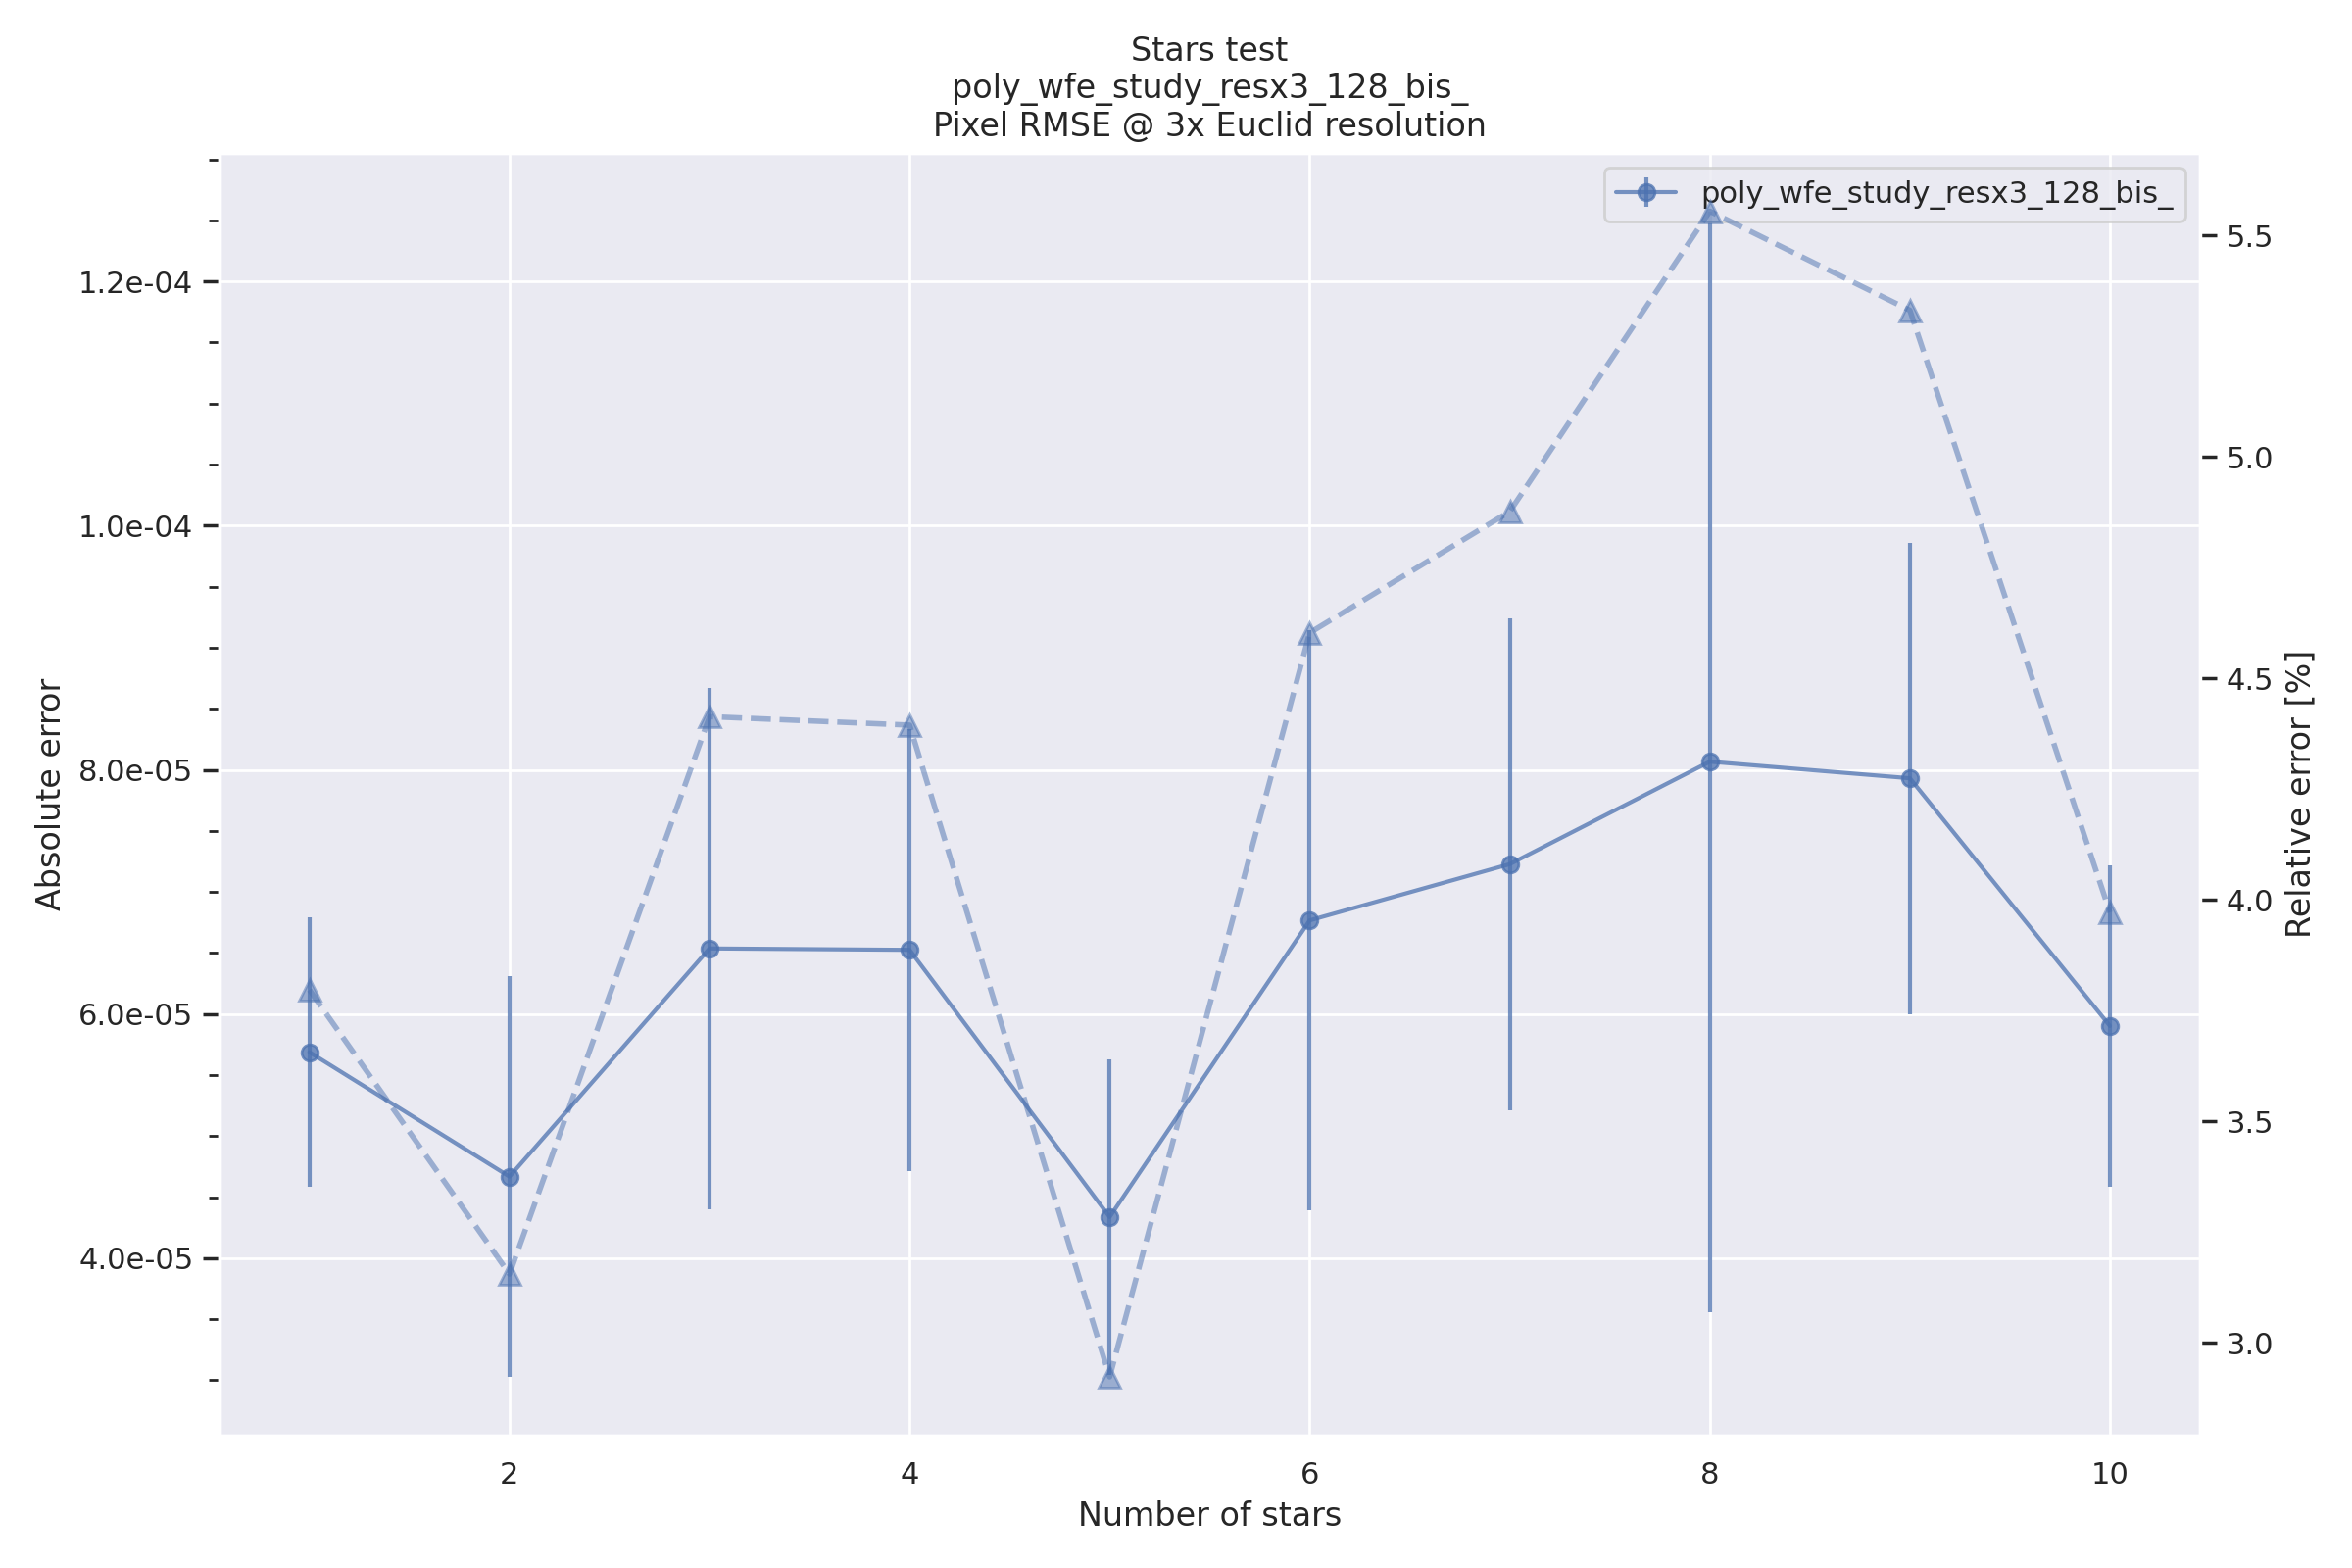 Stars test
poly_wfe_study_resx3_128_bis_
Pixel RMSE @ 3x Euclid resolution
poly_wfe_study_resx3_128_bis_
1.2e-04
1.0e-04
8.0e-05
6.0e-05
4.0e-05
Absolute error
5.5
5.0
4.5
4.0
3.5
3.0
Relative error [%]
2 4 6 8 10
Number of stars